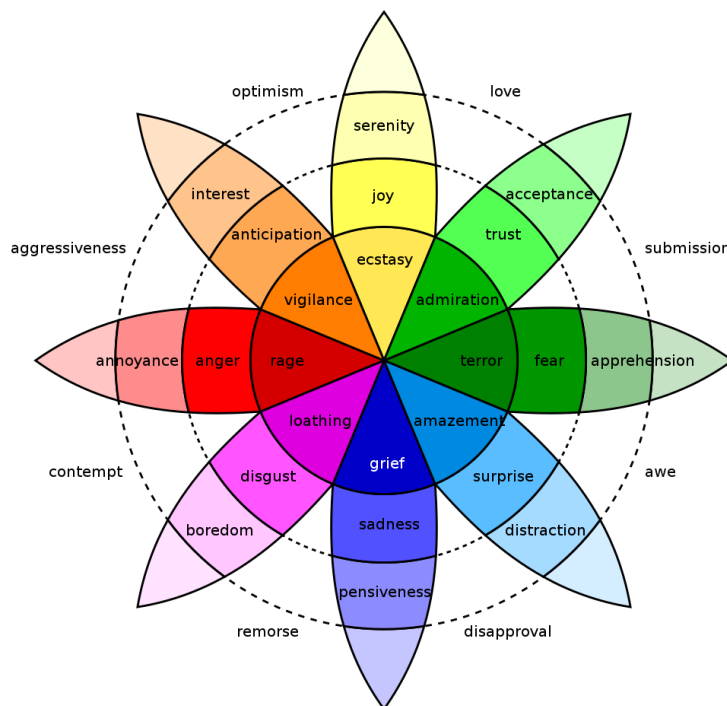 optimism
love
serenity
interest
joy
acceptance
anticipation
trust
aggressiveness
submission
ecstasy
vigilance
admiration
annoyance
anger
rage
terror
fear
apprehension
loathing
amazement
grief
contempt
disgust
surprise
awe
sadness
boredom
distraction
pensiveness
remorse
disapproval